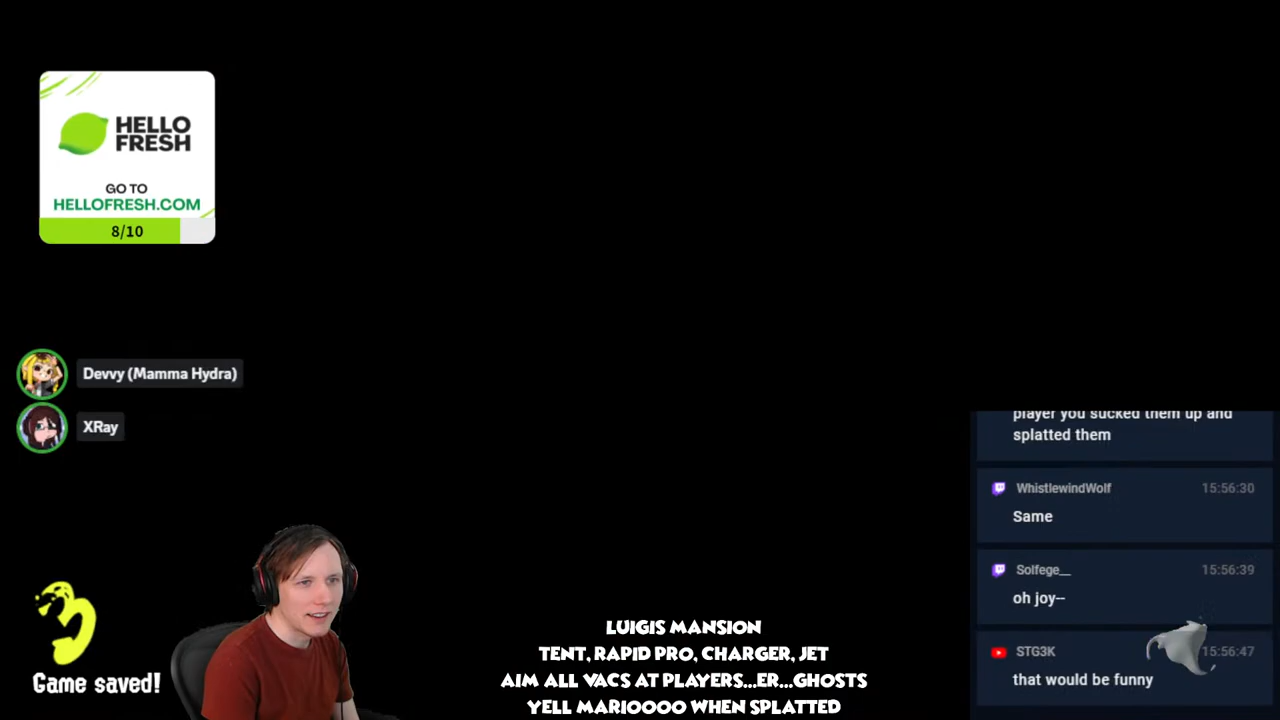 HELLO
FRESH
GO TO
HELLOFRESH.COM
8/10
Devvy (Mamma Hydra)
XRay
player you sucked them up and
splatted them
WhistlewindWolf 15:56:30
Same
Solfege__ 15:56:39
oh joy--
STG3K 15:56:47
that would be funny
3
Game saved!
LUIGIS MANSION
TENT, RAPID PRO, CHARGER, JET
AIM ALL VACS AT PLAYERS...ER...GHOSTS
YELL MARIOOOO WHEN SPLATTED